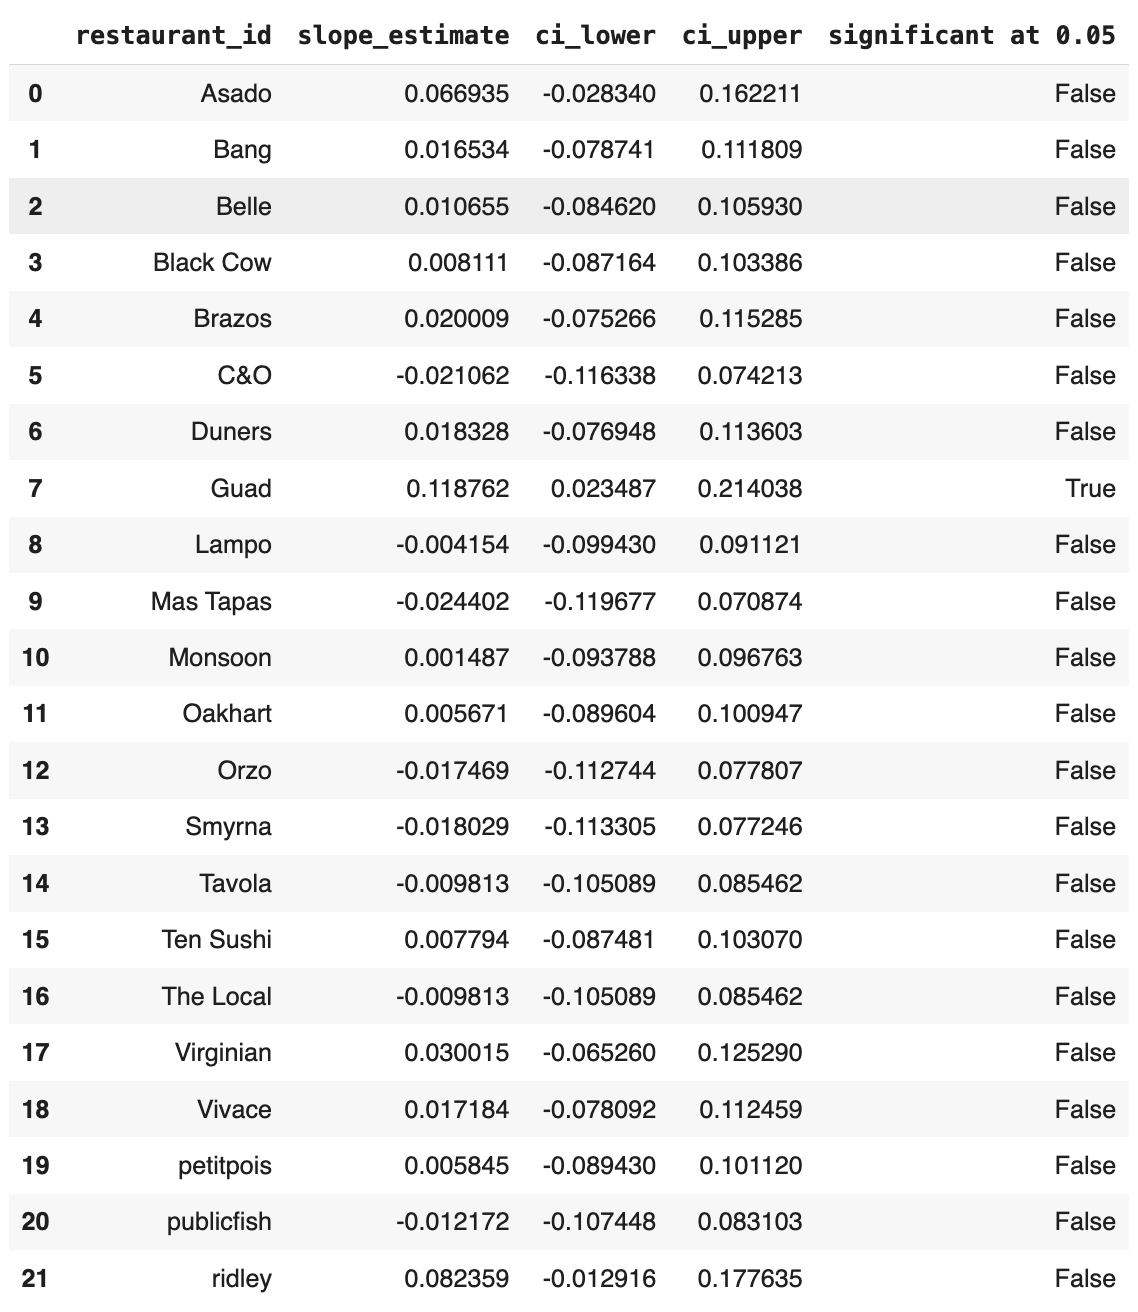 restaurant_id slope_estimate ci_lower ci_upper significant at 0.05
0 Asado 0.066935 -0.028340 0.162211 False
1 Bang 0.016534 -0.078741 0.111809 False
2 Belle 0.010655 -0.084620 0.105930 False
3 Black Cow 0.008111 -0.087164 0.103386 False
4 Brazos 0.020009 -0.075266 0.115285 False
5 C&O -0.021062 -0.116338 0.074213 False
6 Duners 0.018328 -0.076948 0.113603 False
7 Guad 0.118762 0.023487 0.214038 True
8 Lampo -0.004154 -0.099430 0.091121 False
9 Mas Tapas -0.024402 -0.119677 0.070874 False
10 Monsoon 0.001487 -0.093788 0.096763 False
11 Oakhart 0.005671 -0.089604 0.100947 False
12 Orzo -0.017469 -0.112744 0.077807 False
13 Smyrna -0.018029 -0.113305 0.077246 False
14 Tavola -0.009813 -0.105089 0.085462 False
15 Ten Sushi 0.007794 -0.087481 0.103070 False
16 The Local -0.009813 -0.105089 0.085462 False
17 Virginian 0.030015 -0.065260 0.125290 False
18 Vivace 0.017184 -0.078092 0.112459 False
19 petitpois 0.005845 -0.089430 0.101120 False
20 publicfish -0.012172 -0.107448 0.083103 False
21 ridley 0.082359 -0.012916 0.177635 False